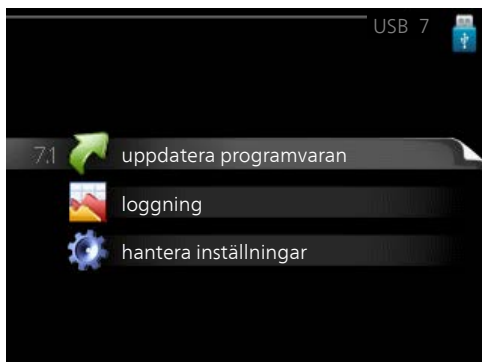 USB 7
7.1 uppdatera programvaran
loggning
hantera inställningar